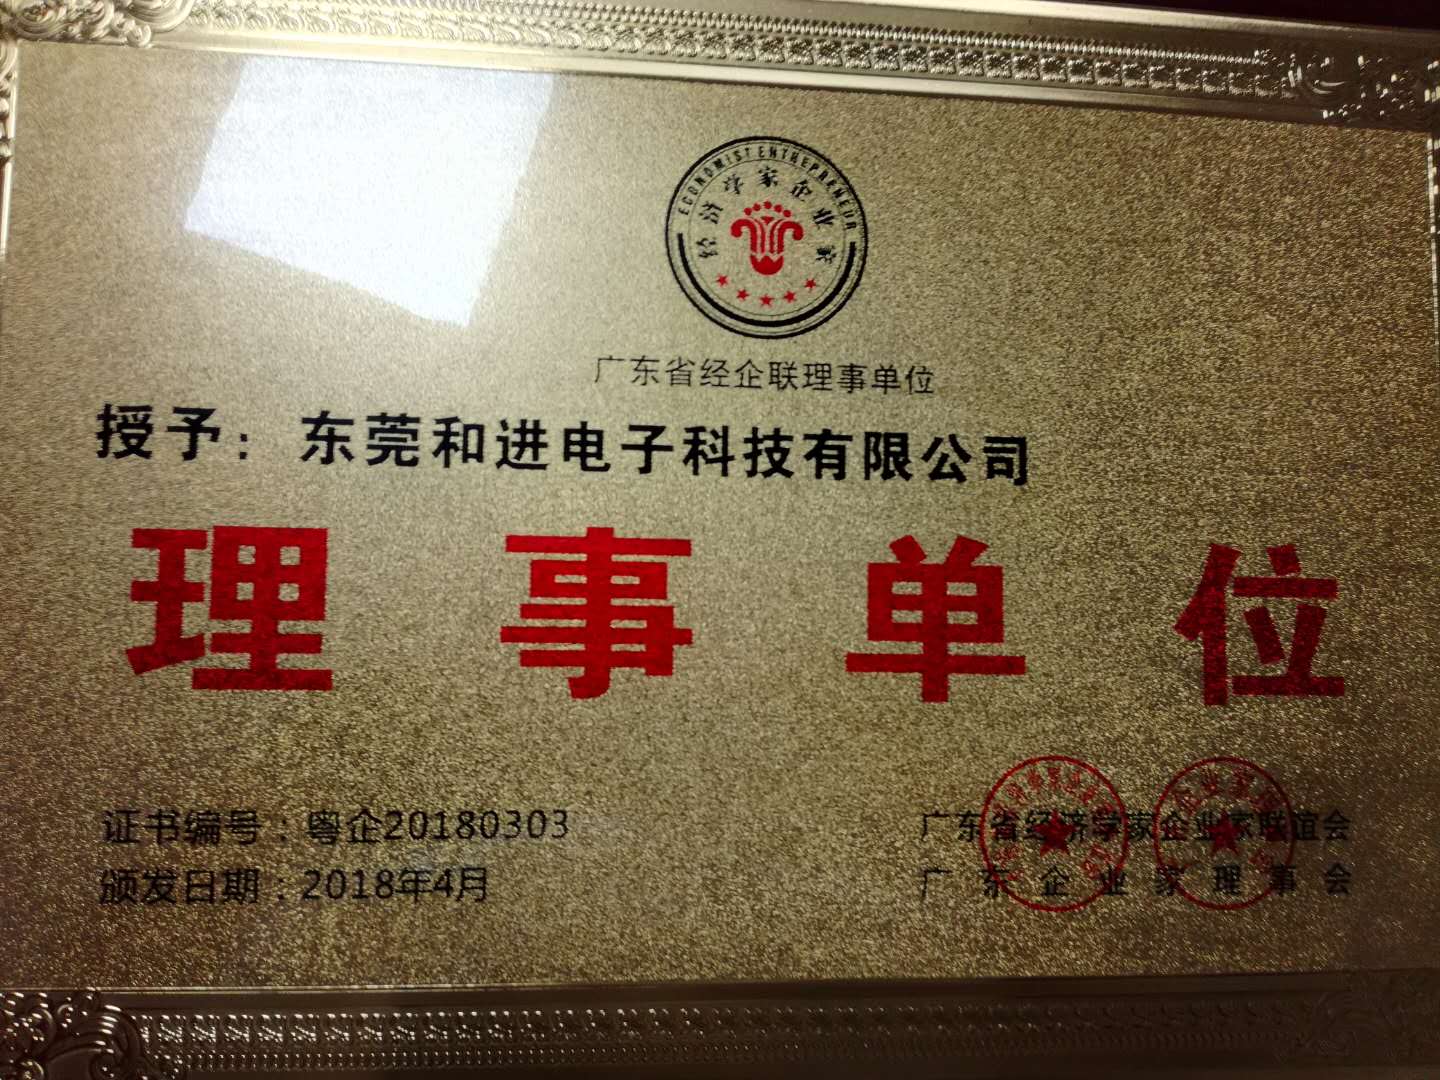 ECONOMIST ENTREPRENEUR
经济学家企业家
广东省经企联理事单位
授予：东莞和进电子科技有限公司
理事单位
证书编号：粤企20180303
颁发日期：2018年4月
广东省经济学家企业家联谊会
广东企业家理事会